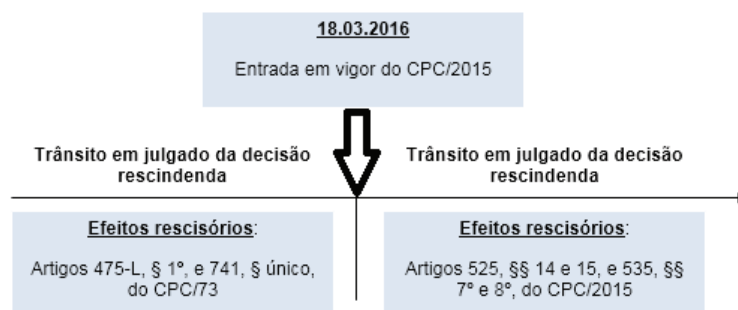 18.03.2016
Entrada em vigor do CPC/2015
Trânsito em julgado da decisão
rescindenda
Trânsito em julgado da decisão
rescindenda
Efeitos rescisórios:
Artigos 475-L, § 1º, e 741, § único,
do CPC/73
Efeitos rescisórios:
Artigos 525, §§ 14 e 15, e 535, §§
7º e 8º, do CPC/2015